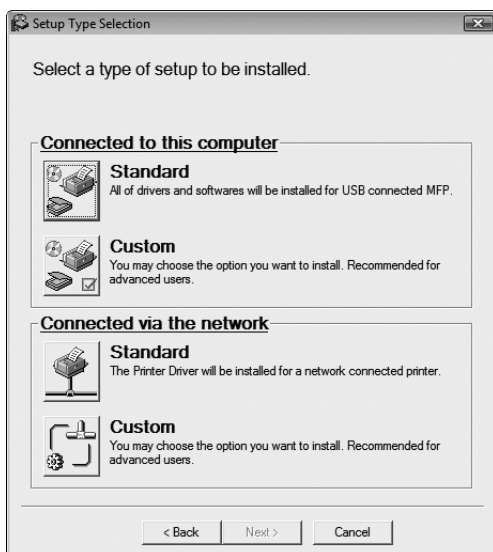 Setup Type Selection
Select a type of setup to be installed.
Connected to this computer
Standard
All of drivers and softwares will be installed for USB connected MFP.
Custom
You may choose the option you want to install. Recommended for
advanced users.
Connected via the network
Standard
The Printer Driver will be installed for a network connected printer.
Custom
You may choose the option you want to install. Recommended for
advanced users.
< Back
Next >
Cancel